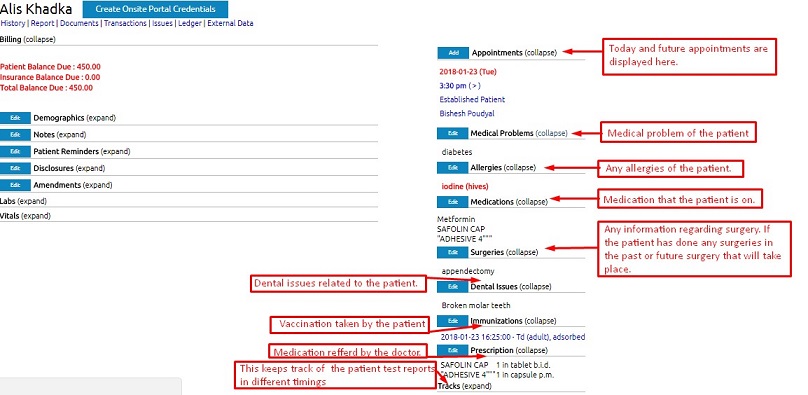 Alis Khadka Create Onsite Portal Credentials
History | Report | Documents | Transactions | Issues | Ledger | External Data
Billing (collapse)
Patient Balance Due : 450.00
Insurance Balance Due : 0.00
Total Balance Due : 450.00
Edit Demographics (expand)
Edit Notes (expand)
Edit Patient Reminders (expand)
Edit Disclosures (expand)
Edit Amendments (expand)
Labs (expand)
Vitals (expand)
Add Appointments (collapse)
Today and future appointments are
displayed here.
2018-01-23 (Tue)
3:30 pm ( > )
Established Patient
Bishesh Poudyal
Edit Medical Problems (collapse)
Medical problem of the patient
diabetes
Edit Allergies (collapse)
Any allergies of the patient.
iodine (hives)
Edit Medications (collapse)
Medication that the patient is on.
Metformin
SAFOLIN CAP
"ADHESIVE 4"""
Edit Surgeries (collapse)
Any information regarding surgery. If
the patient has done any surgeries in
the past or future surgery that will take
place.
appendectomy
Edit Dental Issues (collapse)
Dental issues related to the patient.
Broken molar teeth
Edit Immunizations (collapse)
Vaccination taken by the patient
2018-01-23 16:25:00 - Td (adult), adsorbed
Edit Prescription (collapse)
Medication refferd by the doctor.
SAFOLIN CAP 1 in tablet b.i.d.
"ADHESIVE 4""" 1 in capsule p.m.
Tracks (expand)
This keeps track of the patient test reports
in different timings